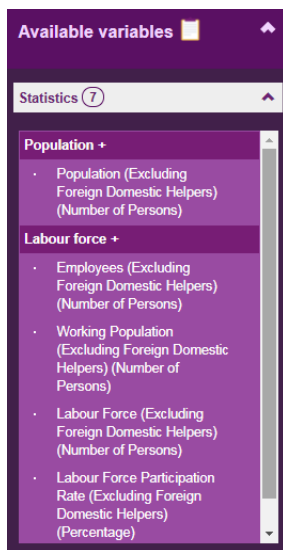 Available variables
Statistics 7
Population +
· Population (Excluding
Foreign Domestic Helpers)
(Number of Persons)
Labour force +
· Employees (Excluding
Foreign Domestic Helpers)
(Number of Persons)
· Working Population
(Excluding Foreign Domestic
Helpers) (Number of
Persons)
· Labour Force (Excluding
Foreign Domestic Helpers)
(Number of Persons)
· Labour Force Participation
Rate (Excluding Foreign
Domestic Helpers)
(Percentage)